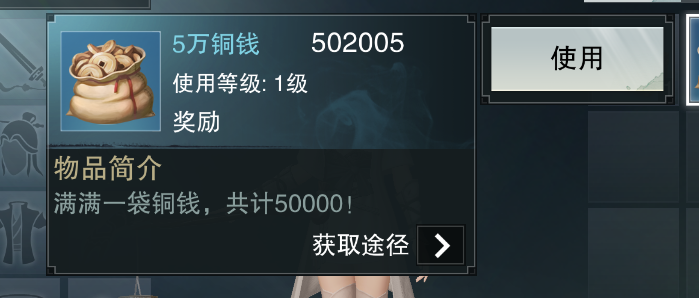 5万铜钱 502005
使用等级: 1级
奖励
物品简介
满满一袋铜钱，共计50000！
获取途径
使用